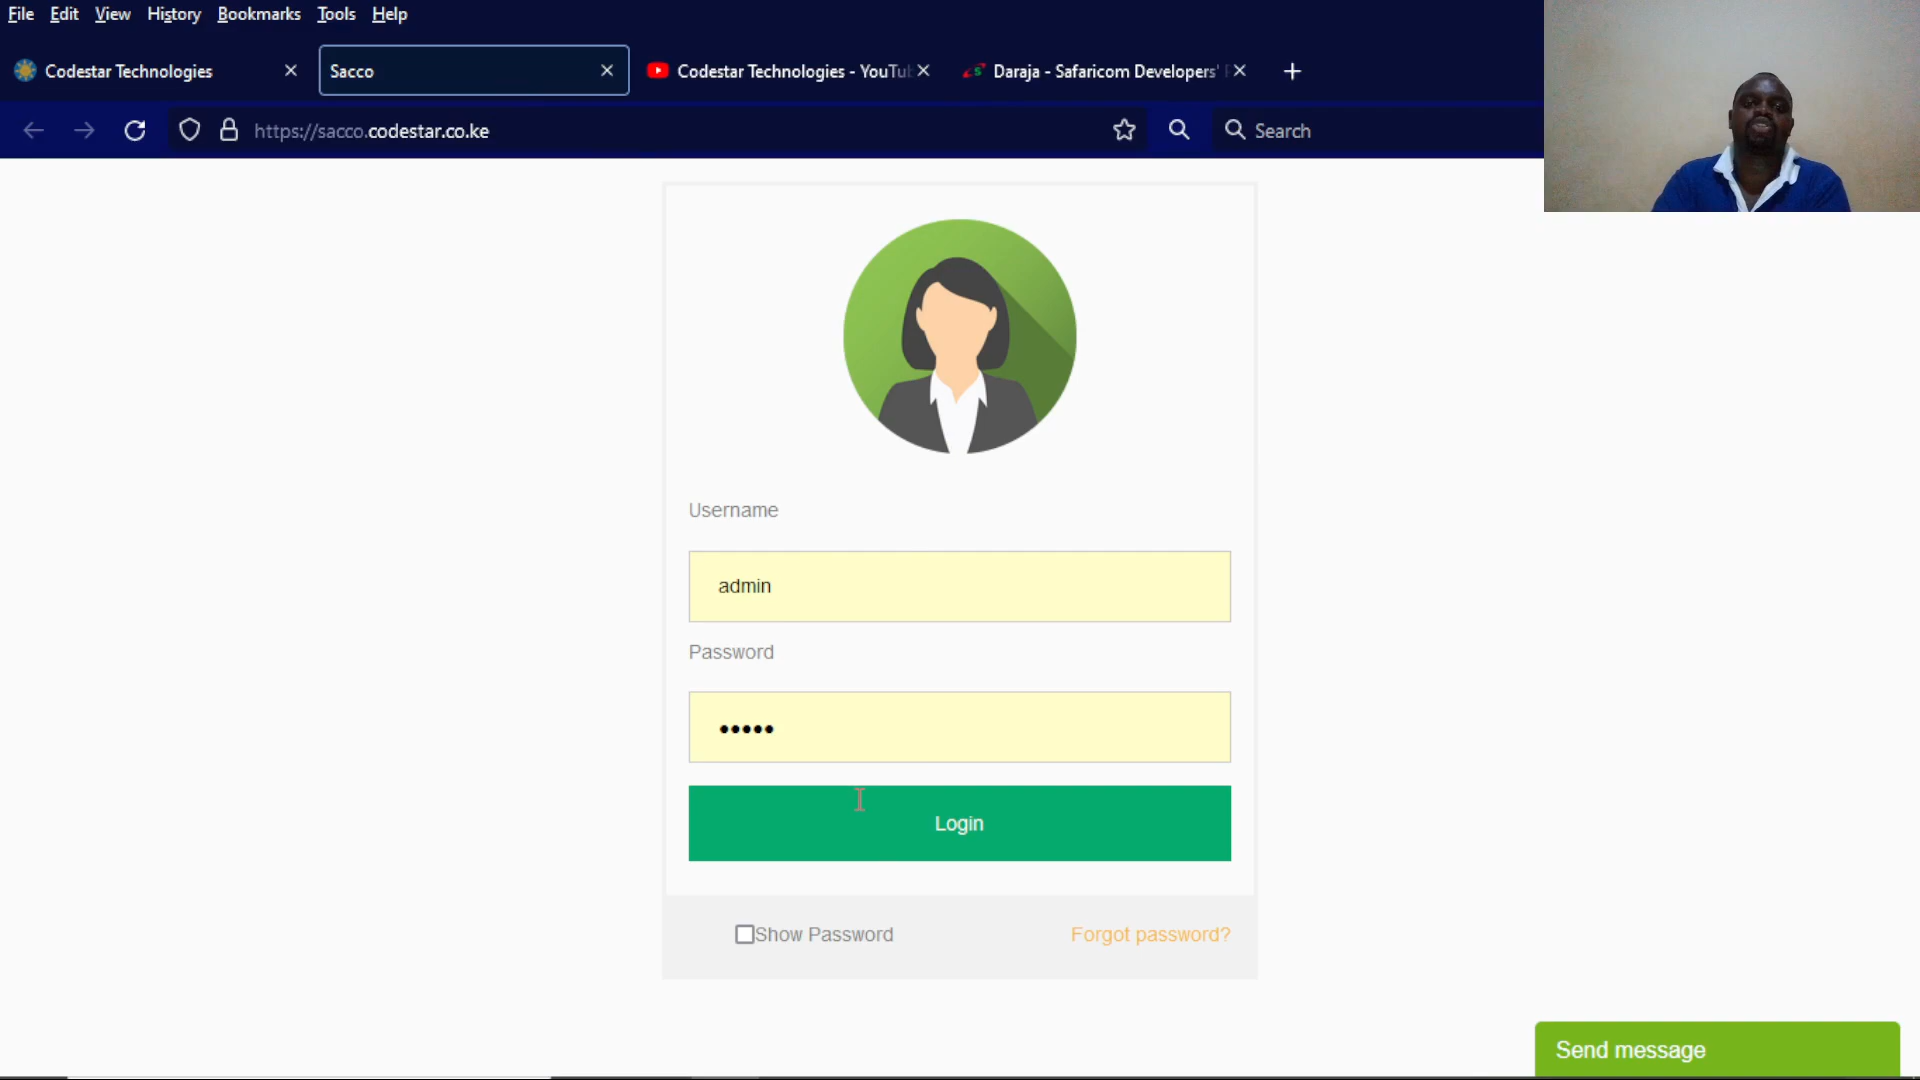 File Edit View History Bookmarks Tools Help
Codestar Technologies
Sacco
Codestar Technologies - YouTu
Daraja - Safaricom Developers'
https://sacco.codestar.co.ke
Search
Username
admin
Password
•••••
Login
Show Password
Forgot password?
Send message